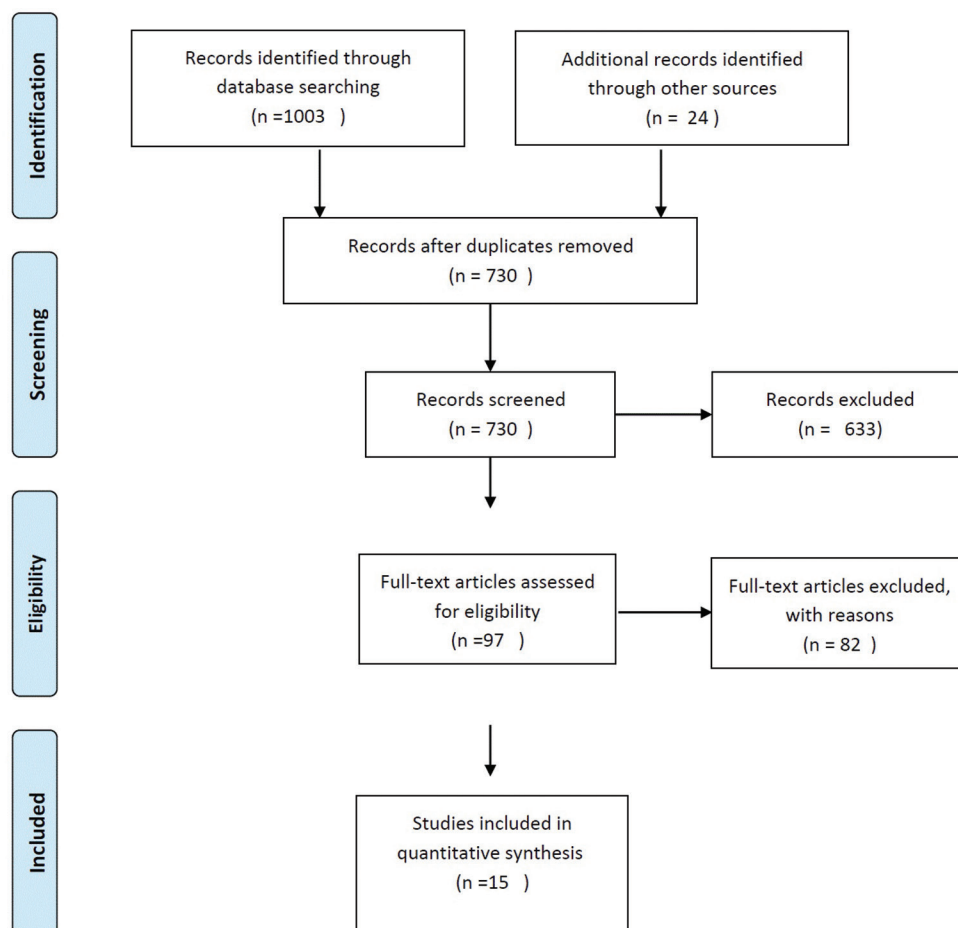 Identification
Records identified through
database searching
(n =1003   )
Additional records identified
through other sources
(n =  24  )
Records after duplicates removed
(n = 730  )
Screening
Records screened
(n = 730  )
Records excluded
(n =   633)
Eligibility
Full-text articles assessed
for eligibility
(n =97   )
Full-text articles excluded,
with reasons
(n = 82  )
Included
Studies included in
quantitative synthesis
(n =15   )